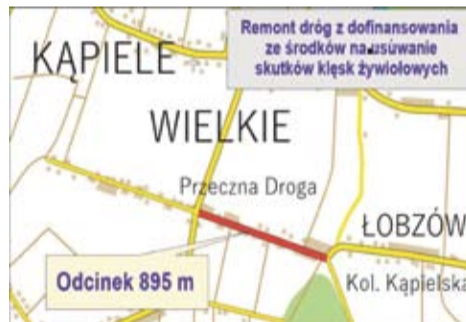 Remont dróg z dofinansowania
ze środków na usuwanie
skutków klęsk żywiołowych
KĄPIELE
WIELKIE
Przeczna Droga
ŁOBZÓW
Odcinek 895 m
Kol. Kąpielska